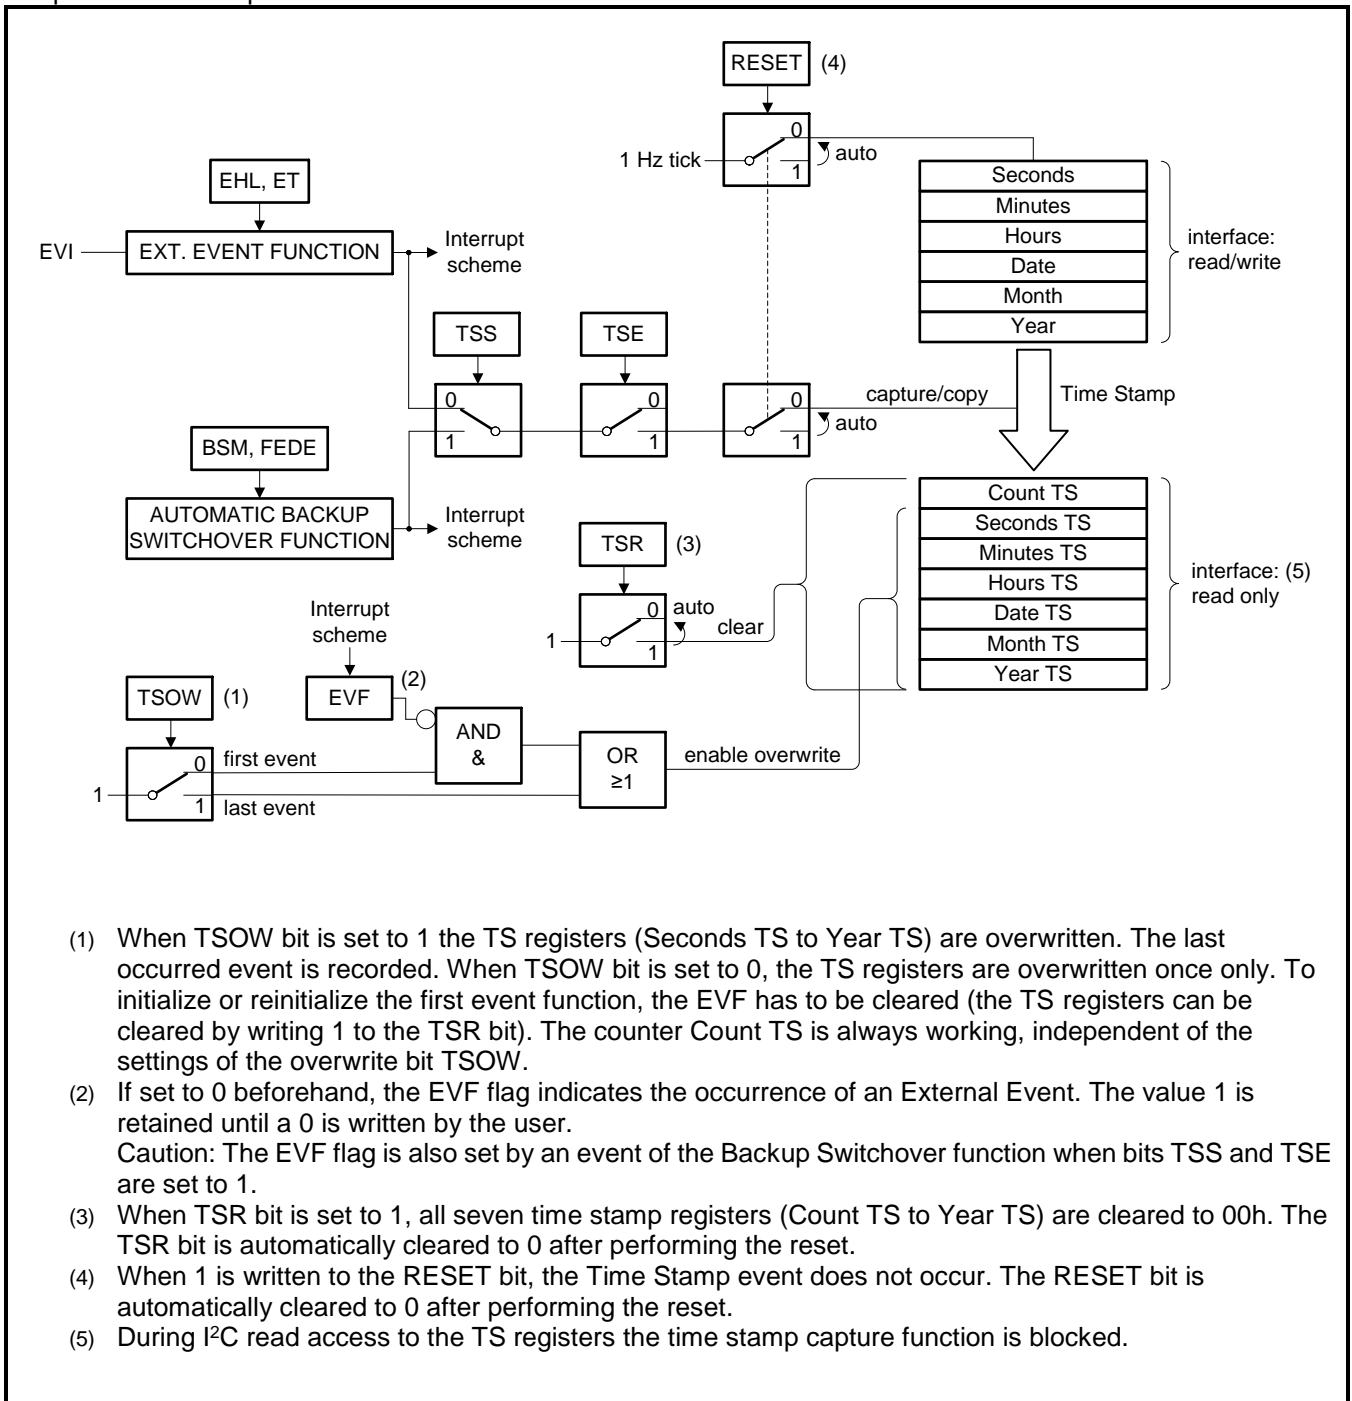 RESET (4)
0
1 Hz tick
auto
1
Seconds
Minutes
Hours
Date
Month
Year
interface:
read/write
EHL, ET
EVI
EXT. EVENT FUNCTION
Interrupt
scheme
TSS
TSE
0
1
0
1
0
1
auto
capture/copy
Time Stamp
BSM, FEDE
AUTOMATIC BACKUP
SWITCHOVER FUNCTION
Interrupt
scheme
TSR (3)
0
auto
1
1
clear
Count TS
Seconds TS
Minutes TS
Hours TS
Date TS
Month TS
Year TS
interface: (5)
read only
Interrupt
scheme
TSOW (1)
EVF
(2)
0
first event
1
1
last event
AND
&
OR
≥1
enable overwrite
(1) When TSOW bit is set to 1 the TS registers (Seconds TS to Year TS) are overwritten. The last
occurred event is recorded. When TSOW bit is set to 0, the TS registers are overwritten once only. To
initialize or reinitialize the first event function, the EVF has to be cleared (the TS registers can be
cleared by writing 1 to the TSR bit). The counter Count TS is always working, independent of the
settings of the overwrite bit TSOW.
(2) If set to 0 beforehand, the EVF flag indicates the occurrence of an External Event. The value 1 is
retained until a 0 is written by the user.
Caution: The EVF flag is also set by an event of the Backup Switchover function when bits TSS and TSE
are set to 1.
(3) When TSR bit is set to 1, all seven time stamp registers (Count TS to Year TS) are cleared to 00h. The
TSR bit is automatically cleared to 0 after performing the reset.
(4) When 1 is written to the RESET bit, the Time Stamp event does not occur. The RESET bit is
automatically cleared to 0 after performing the reset.
(5) During I²C read access to the TS registers the time stamp capture function is blocked.